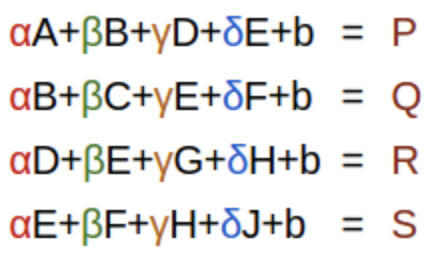 αA+βB+γD+δE+b = P
αB+βC+γE+δF+b = Q
αD+βE+γG+δH+b = R
αE+βF+γH+δJ+b = S